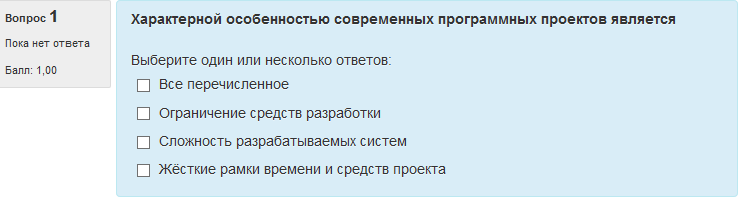 Вопрос 1
Пока нет ответа
Балл: 1,00
Характерной особенностью современных программных проектов является
Выберите один или несколько ответов:
Все перечисленное
Ограничение средств разработки
Сложность разрабатываемых систем
Жёсткие рамки времени и средств проекта